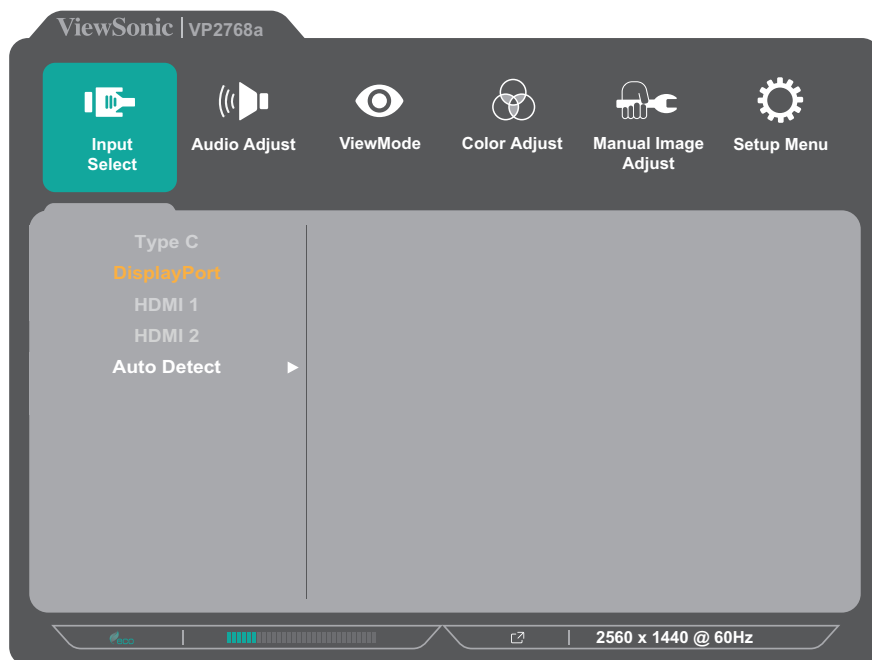 ViewSonic | VP2768a
Input Select
Audio Adjust
ViewMode
Color Adjust
Manual Image Adjust
Setup Menu
Type C
DisplayPort
HDMI 1
HDMI 2
Auto Detect
eco
2560 x 1440 @ 60Hz